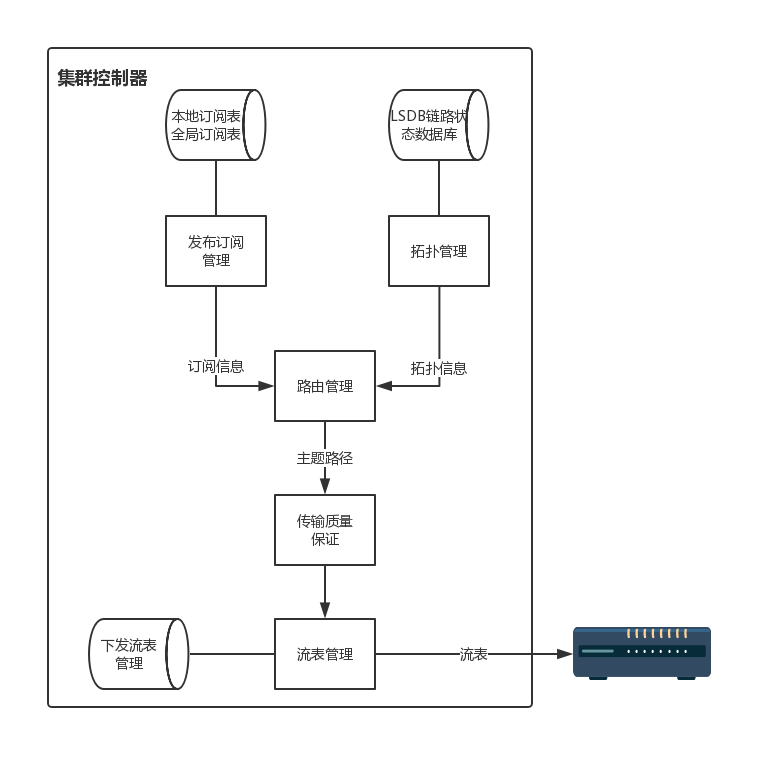 集群控制器
本地订阅表
全局订阅表
LSDB链路状
态数据库
发布订阅
管理
拓扑管理
订阅信息
拓扑信息
路由管理
主题路径
传输质量
保证
下发流表
管理
流表管理
流表